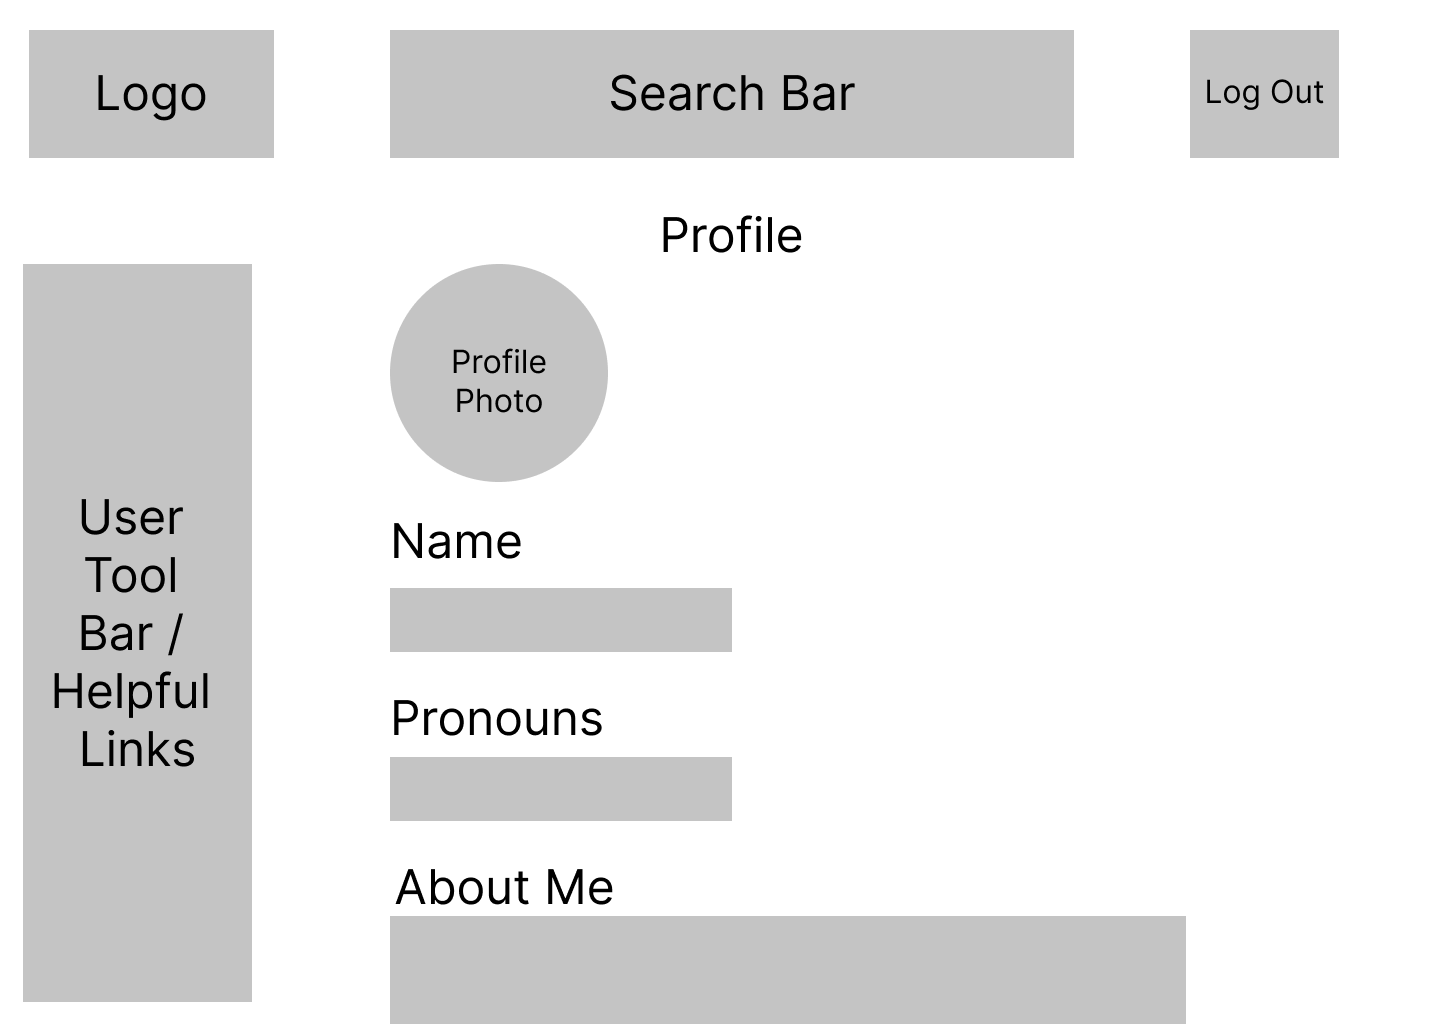 Logo
Search Bar
Log Out
Profile
Profile
Photo
User
Tool
Bar /
Helpful
Links
Name
Pronouns
About Me